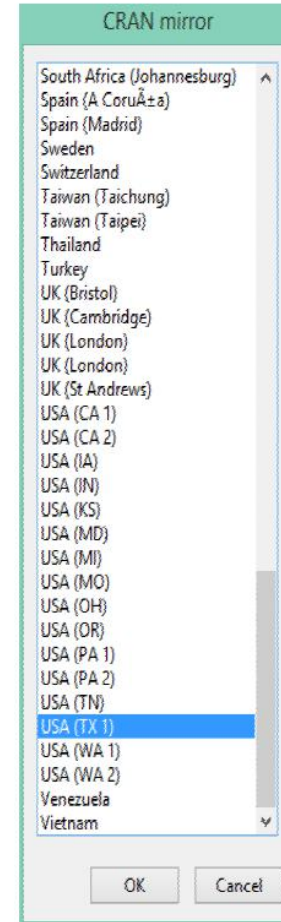 CRAN mirror
South Africa (Johannesburg)
Spain (A CoruÃ±a)
Spain (Madrid)
Sweden
Switzerland
Taiwan (Taichung)
Taiwan (Taipei)
Thailand
Turkey
UK (Bristol)
UK (Cambridge)
UK (London)
UK (London)
UK (St Andrews)
USA (CA 1)
USA (CA 2)
USA (IA)
USA (IN)
USA (KS)
USA (MD)
USA (MI)
USA (MO)
USA (OH)
USA (OR)
USA (PA 1)
USA (PA 2)
USA (TN)
USA (TX 1)
USA (WA 1)
USA (WA 2)
Venezuela
Vietnam
OK Cancel